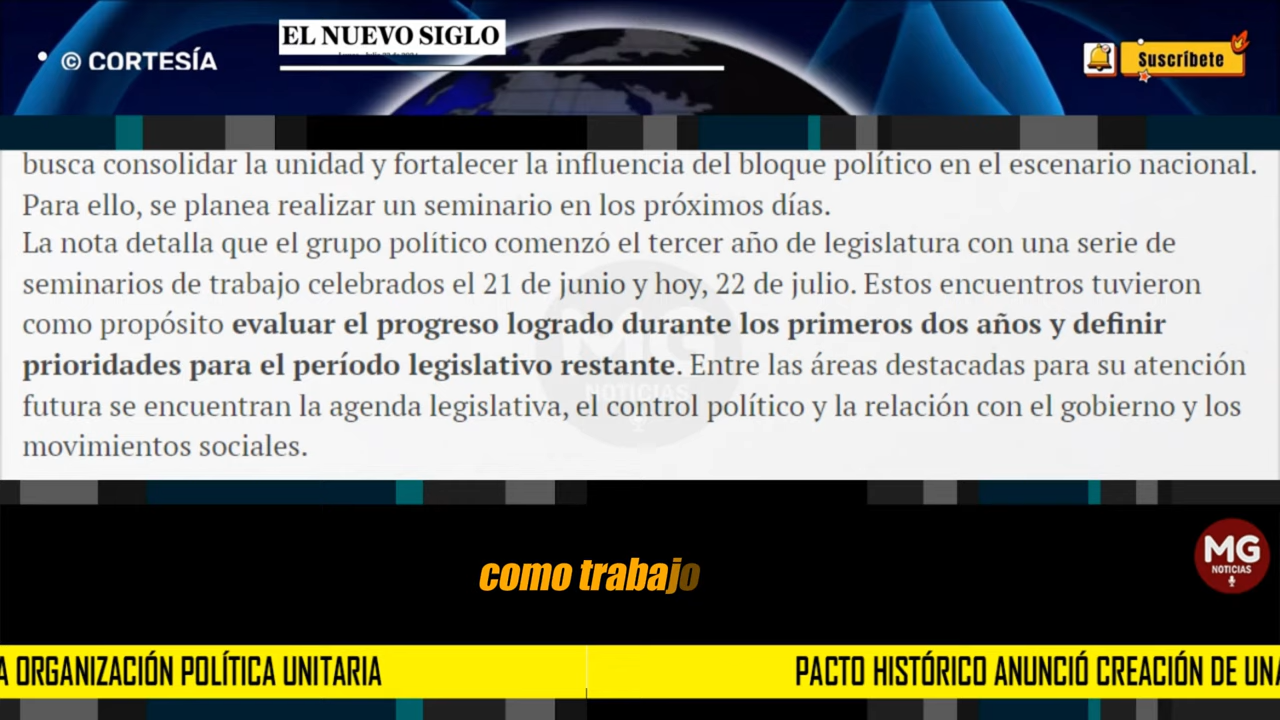 EL NUEVO SIGLO
© CORTESÍA
Suscríbete
busca consolidar la unidad y fortalecer la influencia del bloque político en el escenario nacional.
Para ello, se planea realizar un seminario en los próximos días.
La nota detalla que el grupo político comenzó el tercer año de legislatura con una serie de
seminarios de trabajo celebrados el 21 de junio y hoy, 22 de julio. Estos encuentros tuvieron
como propósito evaluar el progreso logrado durante los primeros dos años y definir
prioridades para el período legislativo restante. Entre las áreas destacadas para su atención
futura se encuentran la agenda legislativa, el control político y la relación con el gobierno y los
movimientos sociales.
MG
NOTICIAS
como trabajo
MG
NOTICIAS
A ORGANIZACIÓN POLÍTICA UNITARIA
PACTO HISTÓRICO ANUNCIÓ CREACIÓN DE UNA